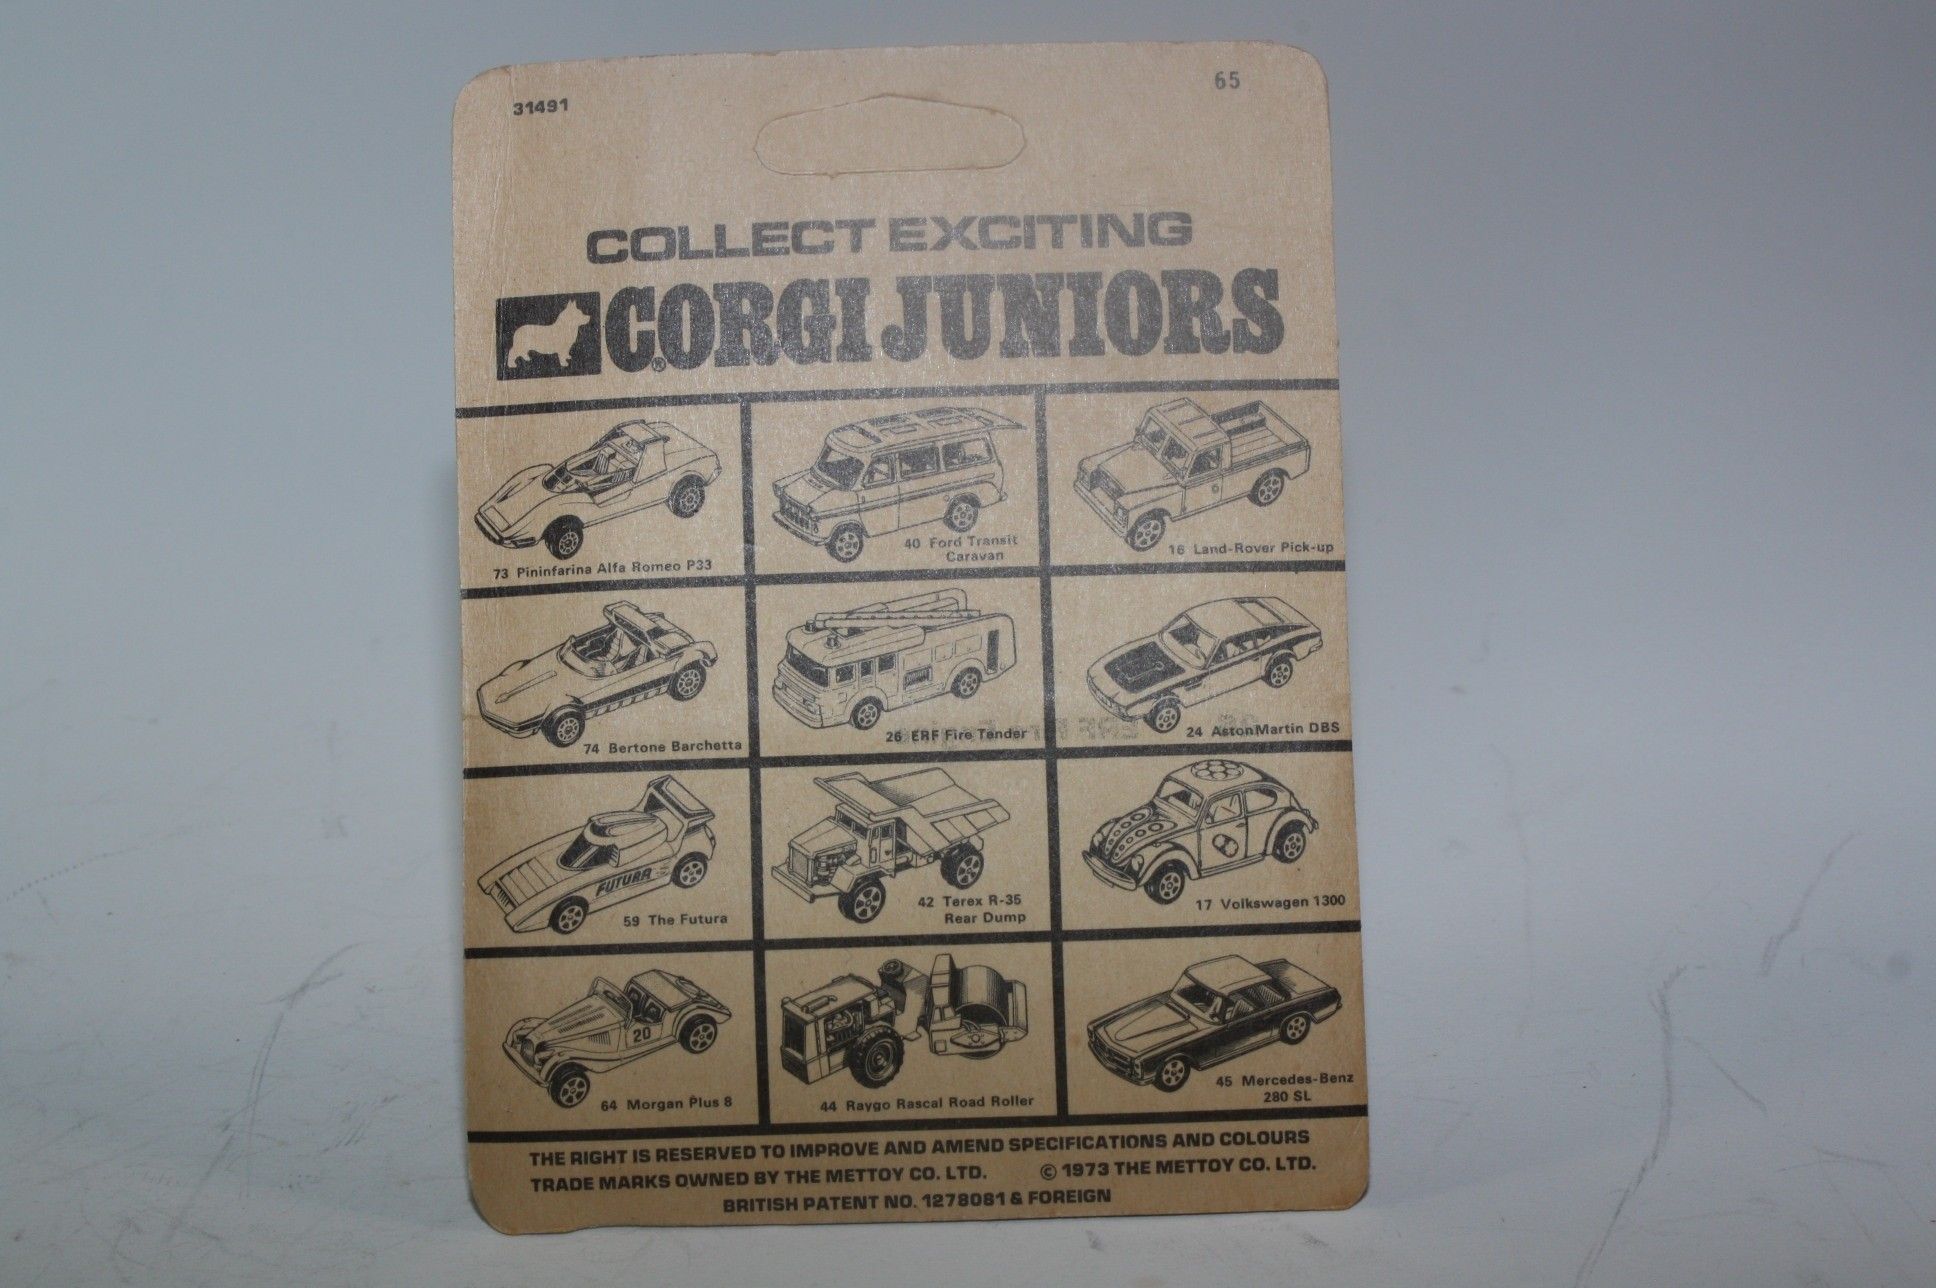 31491
65
COLLECT EXCITING
CORGI JUNIORS
®
73 Pininfarina Alfa Romeo P33
40 Ford Transit
Caravan
16 Land-Rover Pick-up
74 Bertone Barchetta
26 ERF Fire Tender
24 Aston Martin DBS
FUTURA
59 The Futura
42 Terex R-35
Rear Dump
17 Volkswagen 1300
20
64 Morgan Plus 8
44 Raygo Rascal Road Roller
45 Mercedes-Benz
280 SL
THE RIGHT IS RESERVED TO IMPROVE AND AMEND SPECIFICATIONS AND COLOURS
TRADE MARKS OWNED BY THE METTOY CO. LTD. © 1973 THE METTOY CO. LTD.
BRITISH PATENT NO. 1278081 & FOREIGN